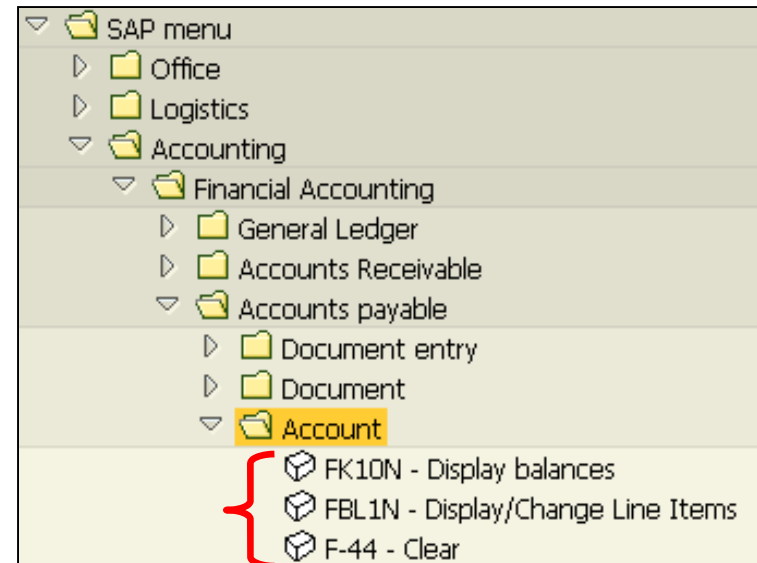 SAP menu
Office
Logistics
Accounting
Financial Accounting
General Ledger
Accounts Receivable
Accounts payable
Document entry
Document
Account
FK10N - Display balances
FBL1N - Display/Change Line Items
F-44 - Clear